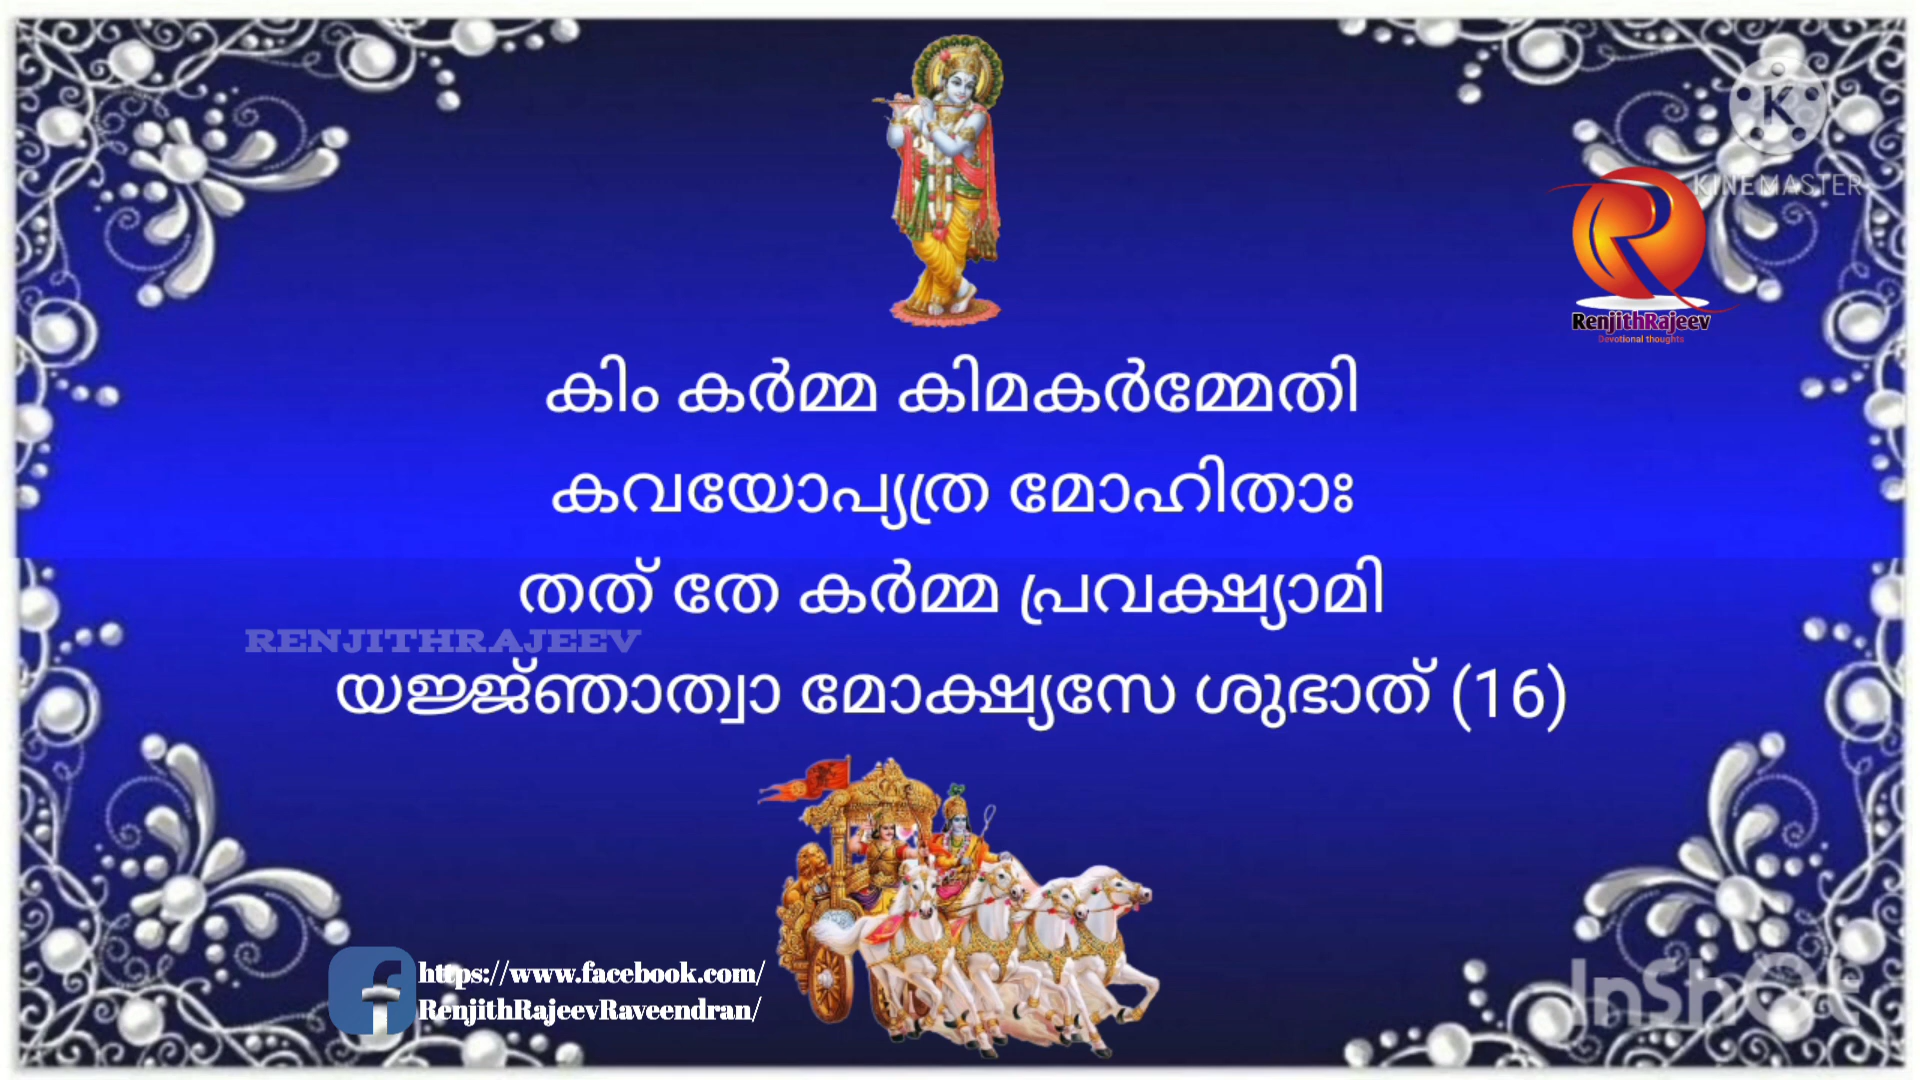 KINEMASTER
RenjithRajeev
Devotional thoughts
കിം കർമ്മ കിമകർമ്മേതി
കവയോപ്യത്ര മോഹിതാഃ
തത് തേ കർമ്മ പ്രവക്ഷ്യാമി
RENJITHRAJEEV
യജ്ജ്ഞാത്വാ മോക്ഷ്യസേ ശുഭാത് (16)
https://www.facebook.com/
RenjithRajeevRaveendran/
InShOt